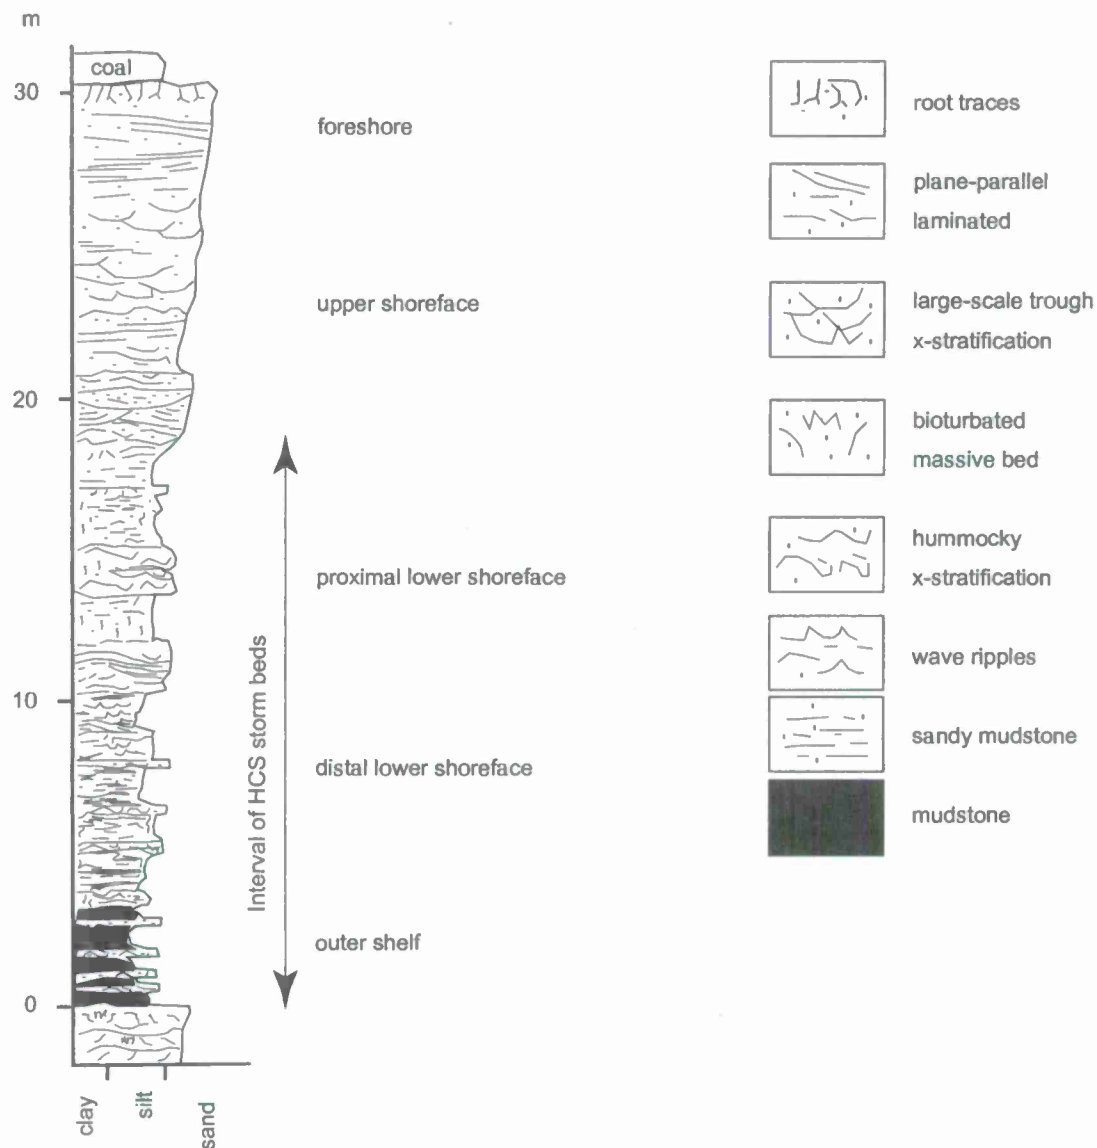 m
coal
30
20
10
0
clay
silt
sand
Interval of HCS storm beds
foreshore
upper shoreface
proximal lower shoreface
distal lower shoreface
outer shelf
root traces
plane-parallel
laminated
large-scale trough
x-stratification
bioturbated
massive bed
hummocky
x-stratification
wave ripples
sandy mudstone
mudstone